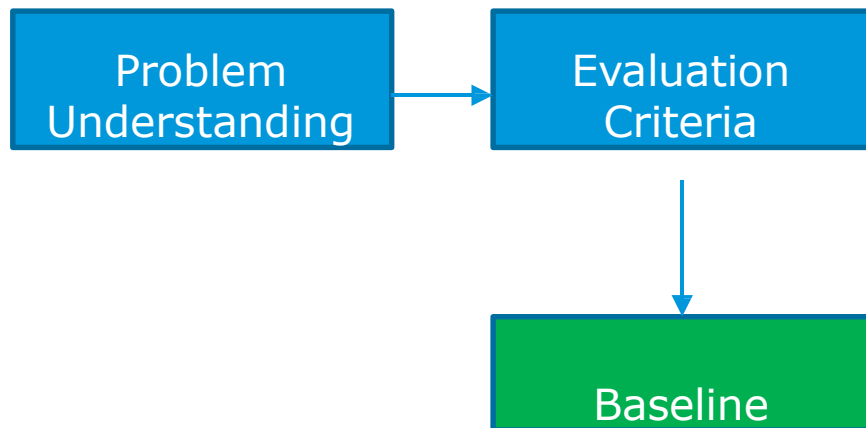 Problem
Understanding
Evaluation
Criteria
Baseline